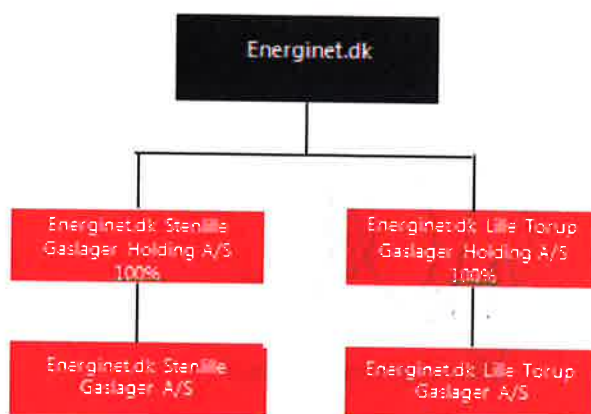 Energinet.dk
Energinet.dk Stenlille
Gaslager Holding A/S
100%
Energinet.dk Lille Torup
Gaslager Holding A/S
100%
Energinet.dk Stenlille
Gaslager A/S
Energinet.dk Lille Torup
Gaslager A/S